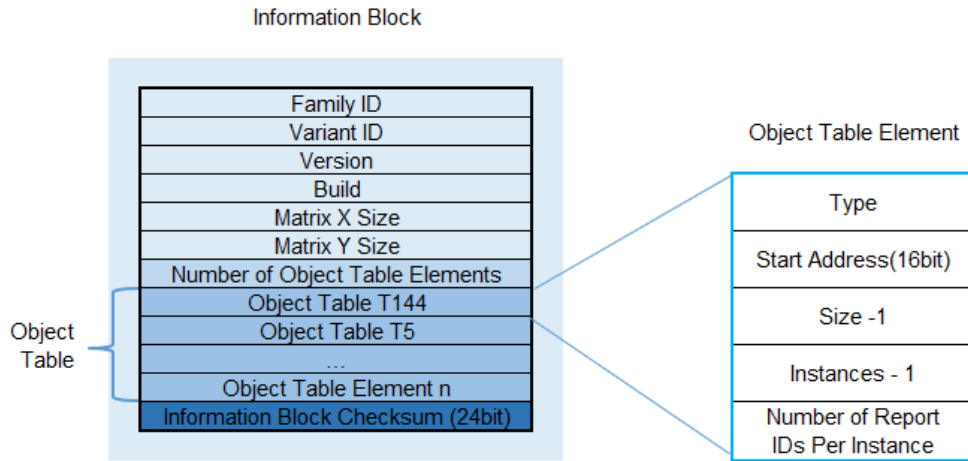 Information Block
Family ID
Variant ID
Version
Build
Matrix X Size
Matrix Y Size
Number of Object Table Elements
Object Table T144
Object Table T5
...
Object Table Element n
Information Block Checksum (24bit)
Object
Table
Object Table Element
Type
Start Address(16bit)
Size -1
Instances - 1
Number of Report
IDs Per Instance